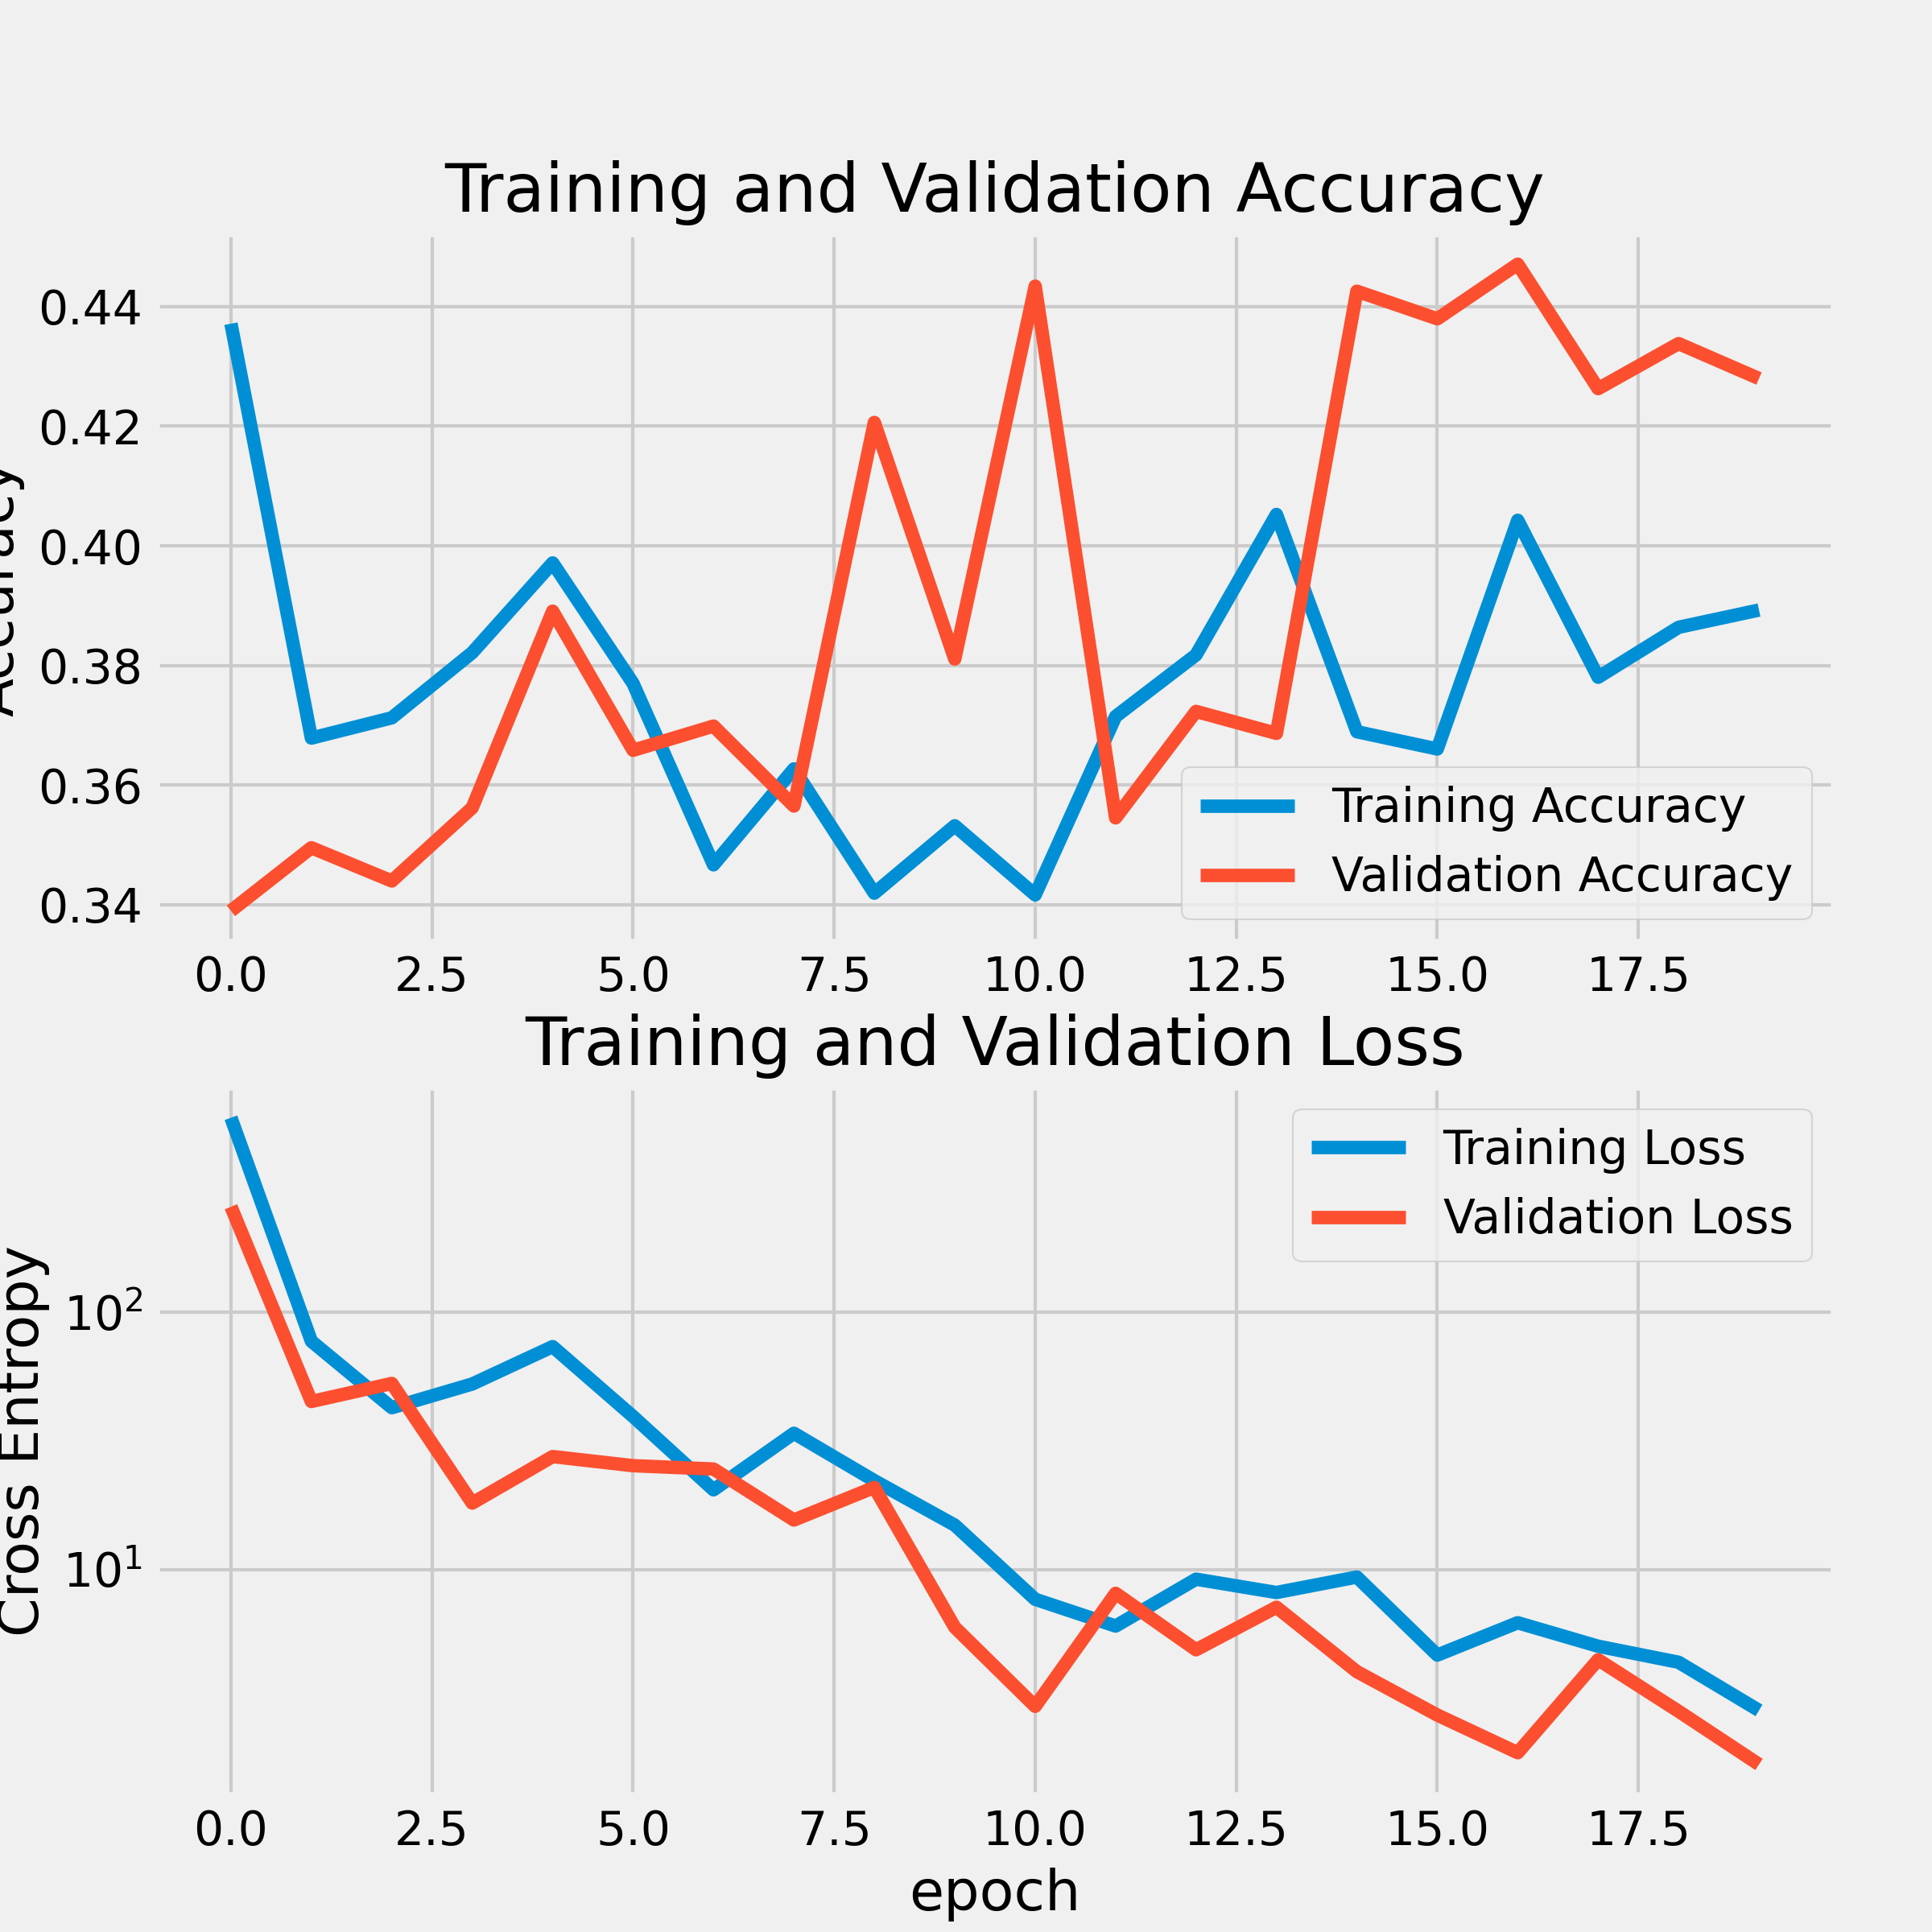 Training and Validation Accuracy
Accuracy
0.44
0.42
0.40
0.38
0.36
0.34
Training Accuracy
Validation Accuracy
0.0 2.5 5.0 7.5 10.0 12.5 15.0 17.5
Training and Validation Loss
Cross Entropy
Training Loss
Validation Loss
10²
10¹
0.0 2.5 5.0 7.5 10.0 12.5 15.0 17.5
epoch